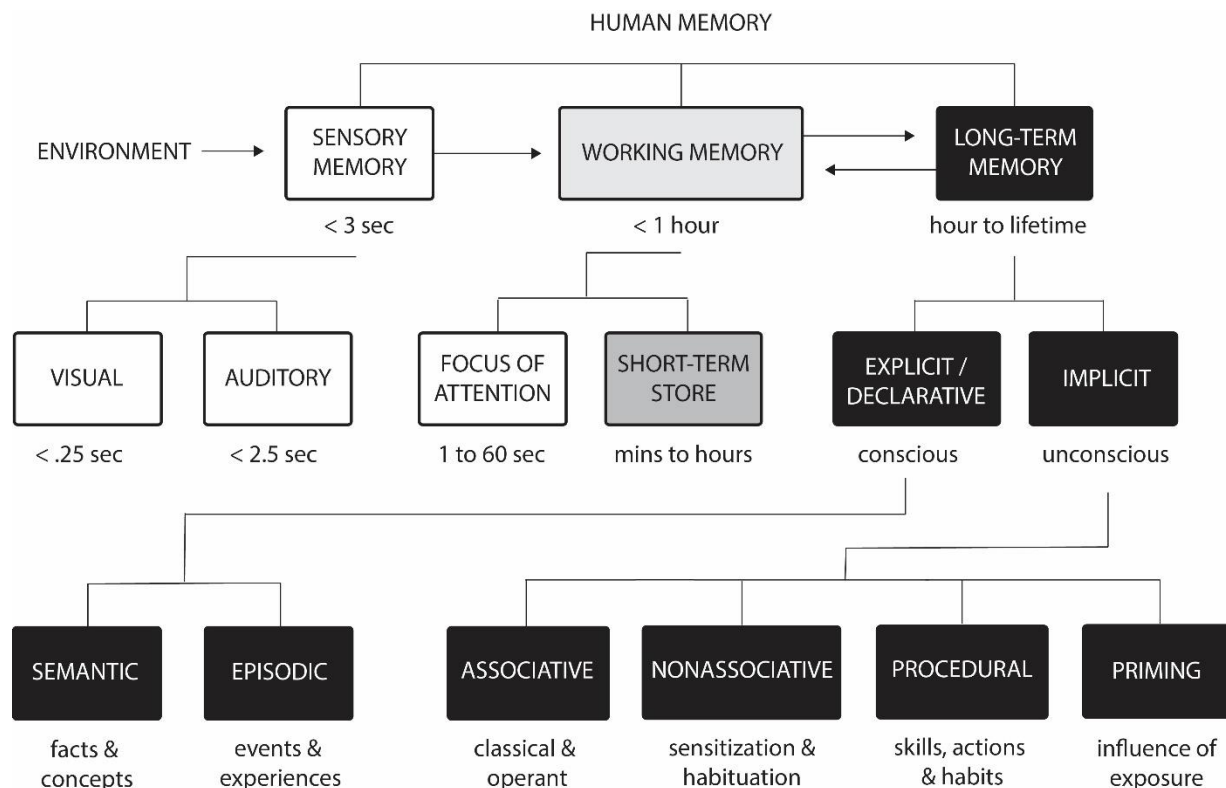 HUMAN MEMORY
ENVIRONMENT
SENSORY
MEMORY
WORKING MEMORY
LONG-TERM
MEMORY
< 3 sec
< 1 hour
hour to lifetime
VISUAL
AUDITORY
FOCUS OF
ATTENTION
SHORT-TERM
STORE
EXPLICIT /
DECLARATIVE
IMPLICIT
< .25 sec
< 2.5 sec
1 to 60 sec
mins to hours
conscious
unconscious
SEMANTIC
EPISODIC
ASSOCIATIVE
NONASSOCIATIVE
PROCEDURAL
PRIMING
facts &
concepts
events &
experiences
classical &
operant
sensitization &
habituation
skills, actions
& habits
influence of
exposure